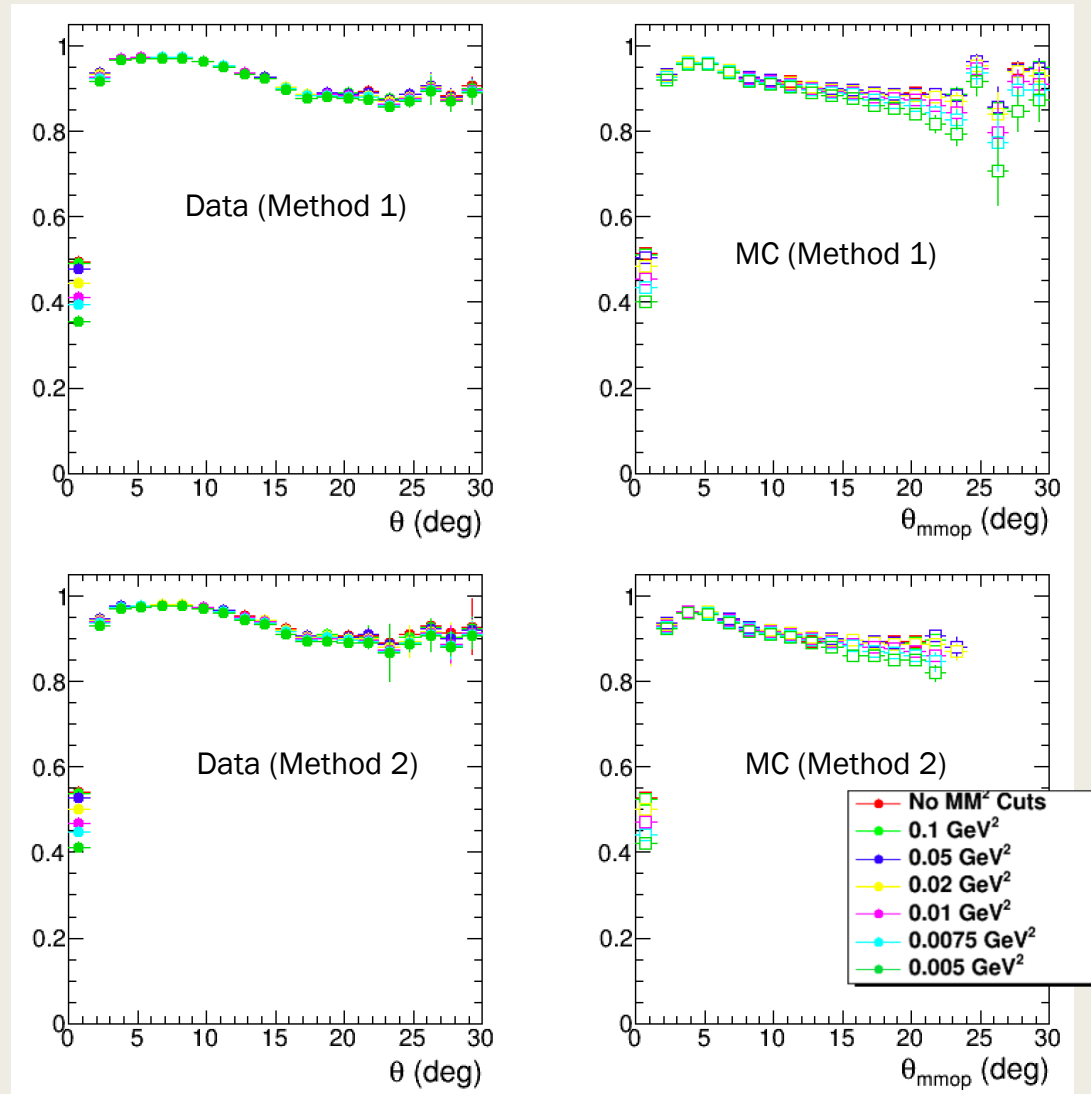 1
0.8
0.6
0.4
0.2
0
Data (Method 1)
0 5 10 15 20 25 30
θ (deg)
1
0.8
0.6
0.4
0.2
0
MC (Method 1)
0 5 10 15 20 25 30
θmmop (deg)
1
0.8
0.6
0.4
0.2
0
Data (Method 2)
0 5 10 15 20 25 30
θ (deg)
1
0.8
0.6
0.4
0.2
0
MC (Method 2)
No MM² Cuts
0.1 GeV²
0.05 GeV²
0.02 GeV²
0.01 GeV²
0.0075 GeV²
0.005 GeV²
0 5 10 15 20 25 30
θmmop (deg)